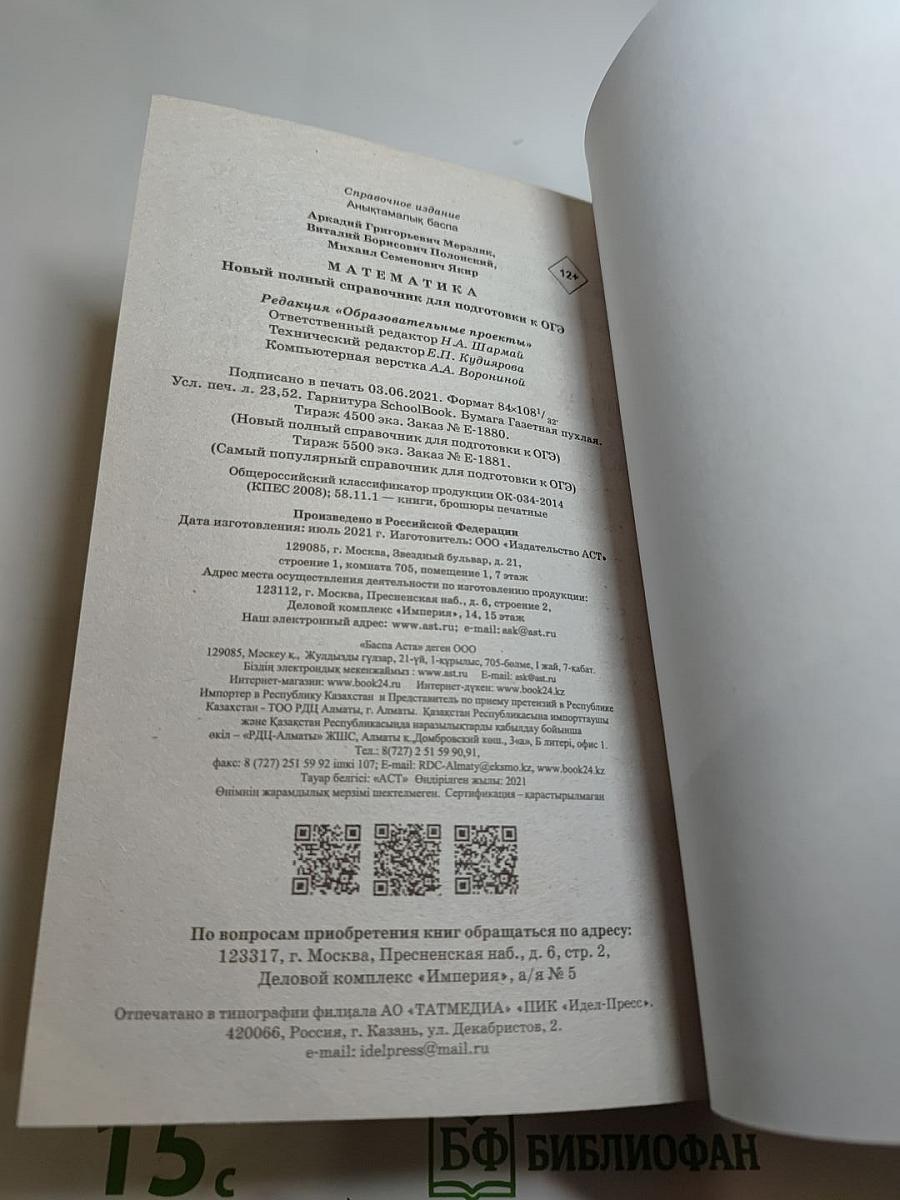 Справочное издание
Анықтамалық баспа
Аркадий Григорьевич Мерзляк,
Виталий Борисович Полонский,
Михаил Семенович Якир
12+
МАТЕМАТИКА
Новый полный справочник для подготовки к ОГЭ
Редакция «Образовательные проекты»
Ответственный редактор Н.А. Шармай
Технический редактор Е.П. Кудиярова
Компьютерная верстка А.А. Ворониной
Подписано в печать 03.06.2021. Формат 84×108 1/32.
Усл. печ. л. 23,52. Гарнитура SchoolBook. Бумага Газетная пухлая.
Тираж 4500 экз. Заказ № Е-1880.
(Новый полный справочник для подготовки к ОГЭ)
Тираж 5500 экз. Заказ № Е-1881.
(Самый популярный справочник для подготовки к ОГЭ)
Общероссийский классификатор продукции ОК-034-2014
(КПЕС 2008); 58.11.1 — книги, брошюры печатные
Произведено в Российской Федерации
Дата изготовления: июль 2021 г. Изготовитель: ООО «Издательство АСТ»
129085, г. Москва, Звездный бульвар, д. 21,
строение 1, комната 705, помещение 1, 7 этаж
Адрес места осуществления деятельности по изготовлению продукции:
123112, г. Москва, Пресненская наб., д. 6, строение 2,
Деловой комплекс «Империя», 14, 15 этаж
Наш электронный адрес: www.ast.ru; e-mail: ask@ast.ru
«Баспа Аста» деген ООО
129085, Мәскеу қ., Жулдызды гүлзар, 21-үй, 1-құрылыс, 705-бөлме, I жай, 7-қабат.
Біздің электрондық мекенжаймыз : www.ast.ru E-mail: ask@ast.ru
Интернет-магазин: www.book24.ru Интернет-дүкен: www.book24.kz
Импортер в Республику Казахстан и Представитель по приему претензий в Республике
Казахстан - ТОО РДЦ Алматы, г. Алматы. Қазақстан Республикасына импорттаушы
және Қазақстан Республикасында наразылықтарды қабылдау бойынша
өкіл – «РДЦ-Алматы» ЖШС, Алматы қ.,Домбровский көш., 3«а», Б литері, офис 1.
Тел.: 8(727) 2 51 59 90,91,
факс: 8 (727) 251 59 92 ішкі 107; E-mail: RDC-Almaty@eksmo.kz, www.book24.kz
Тауар белгісі: «АСТ» Өндірілген жылы: 2021
Өнімнің жарамдылық мерзімі шектелмеген. Сертификация – қарастырылмаған
По вопросам приобретения книг обращаться по адресу:
123317, г. Москва, Пресненская наб., д. 6, стр. 2,
Деловой комплекс «Империя», а/я № 5
Отпечатано в типографии филиала АО «ТАТМЕДИА» «ПИК «Идел-Пресс».
420066, Россия, г. Казань, ул. Декабристов, 2.
e-mail: idelpress@mail.ru
15 с
БФ БИБЛИОФАН